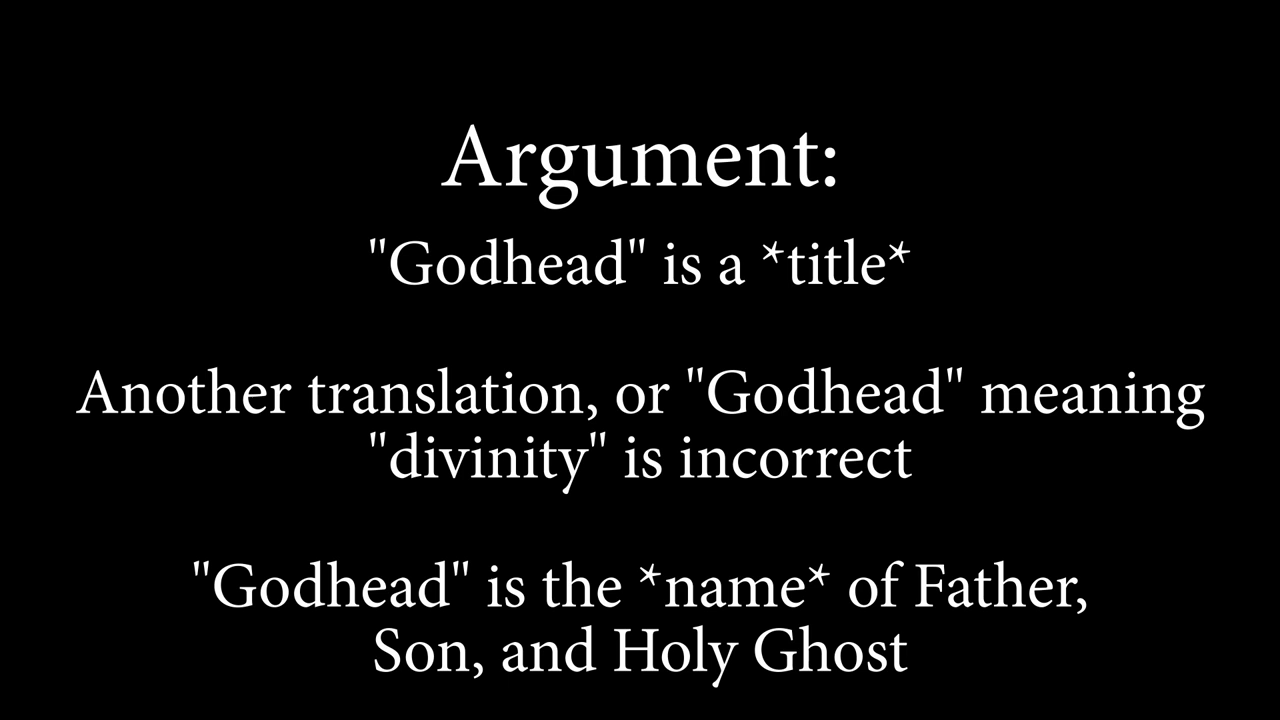 Argument:
"Godhead" is a *title*
Another translation, or "Godhead" meaning
"divinity" is incorrect
"Godhead" is the *name* of Father,
Son, and Holy Ghost